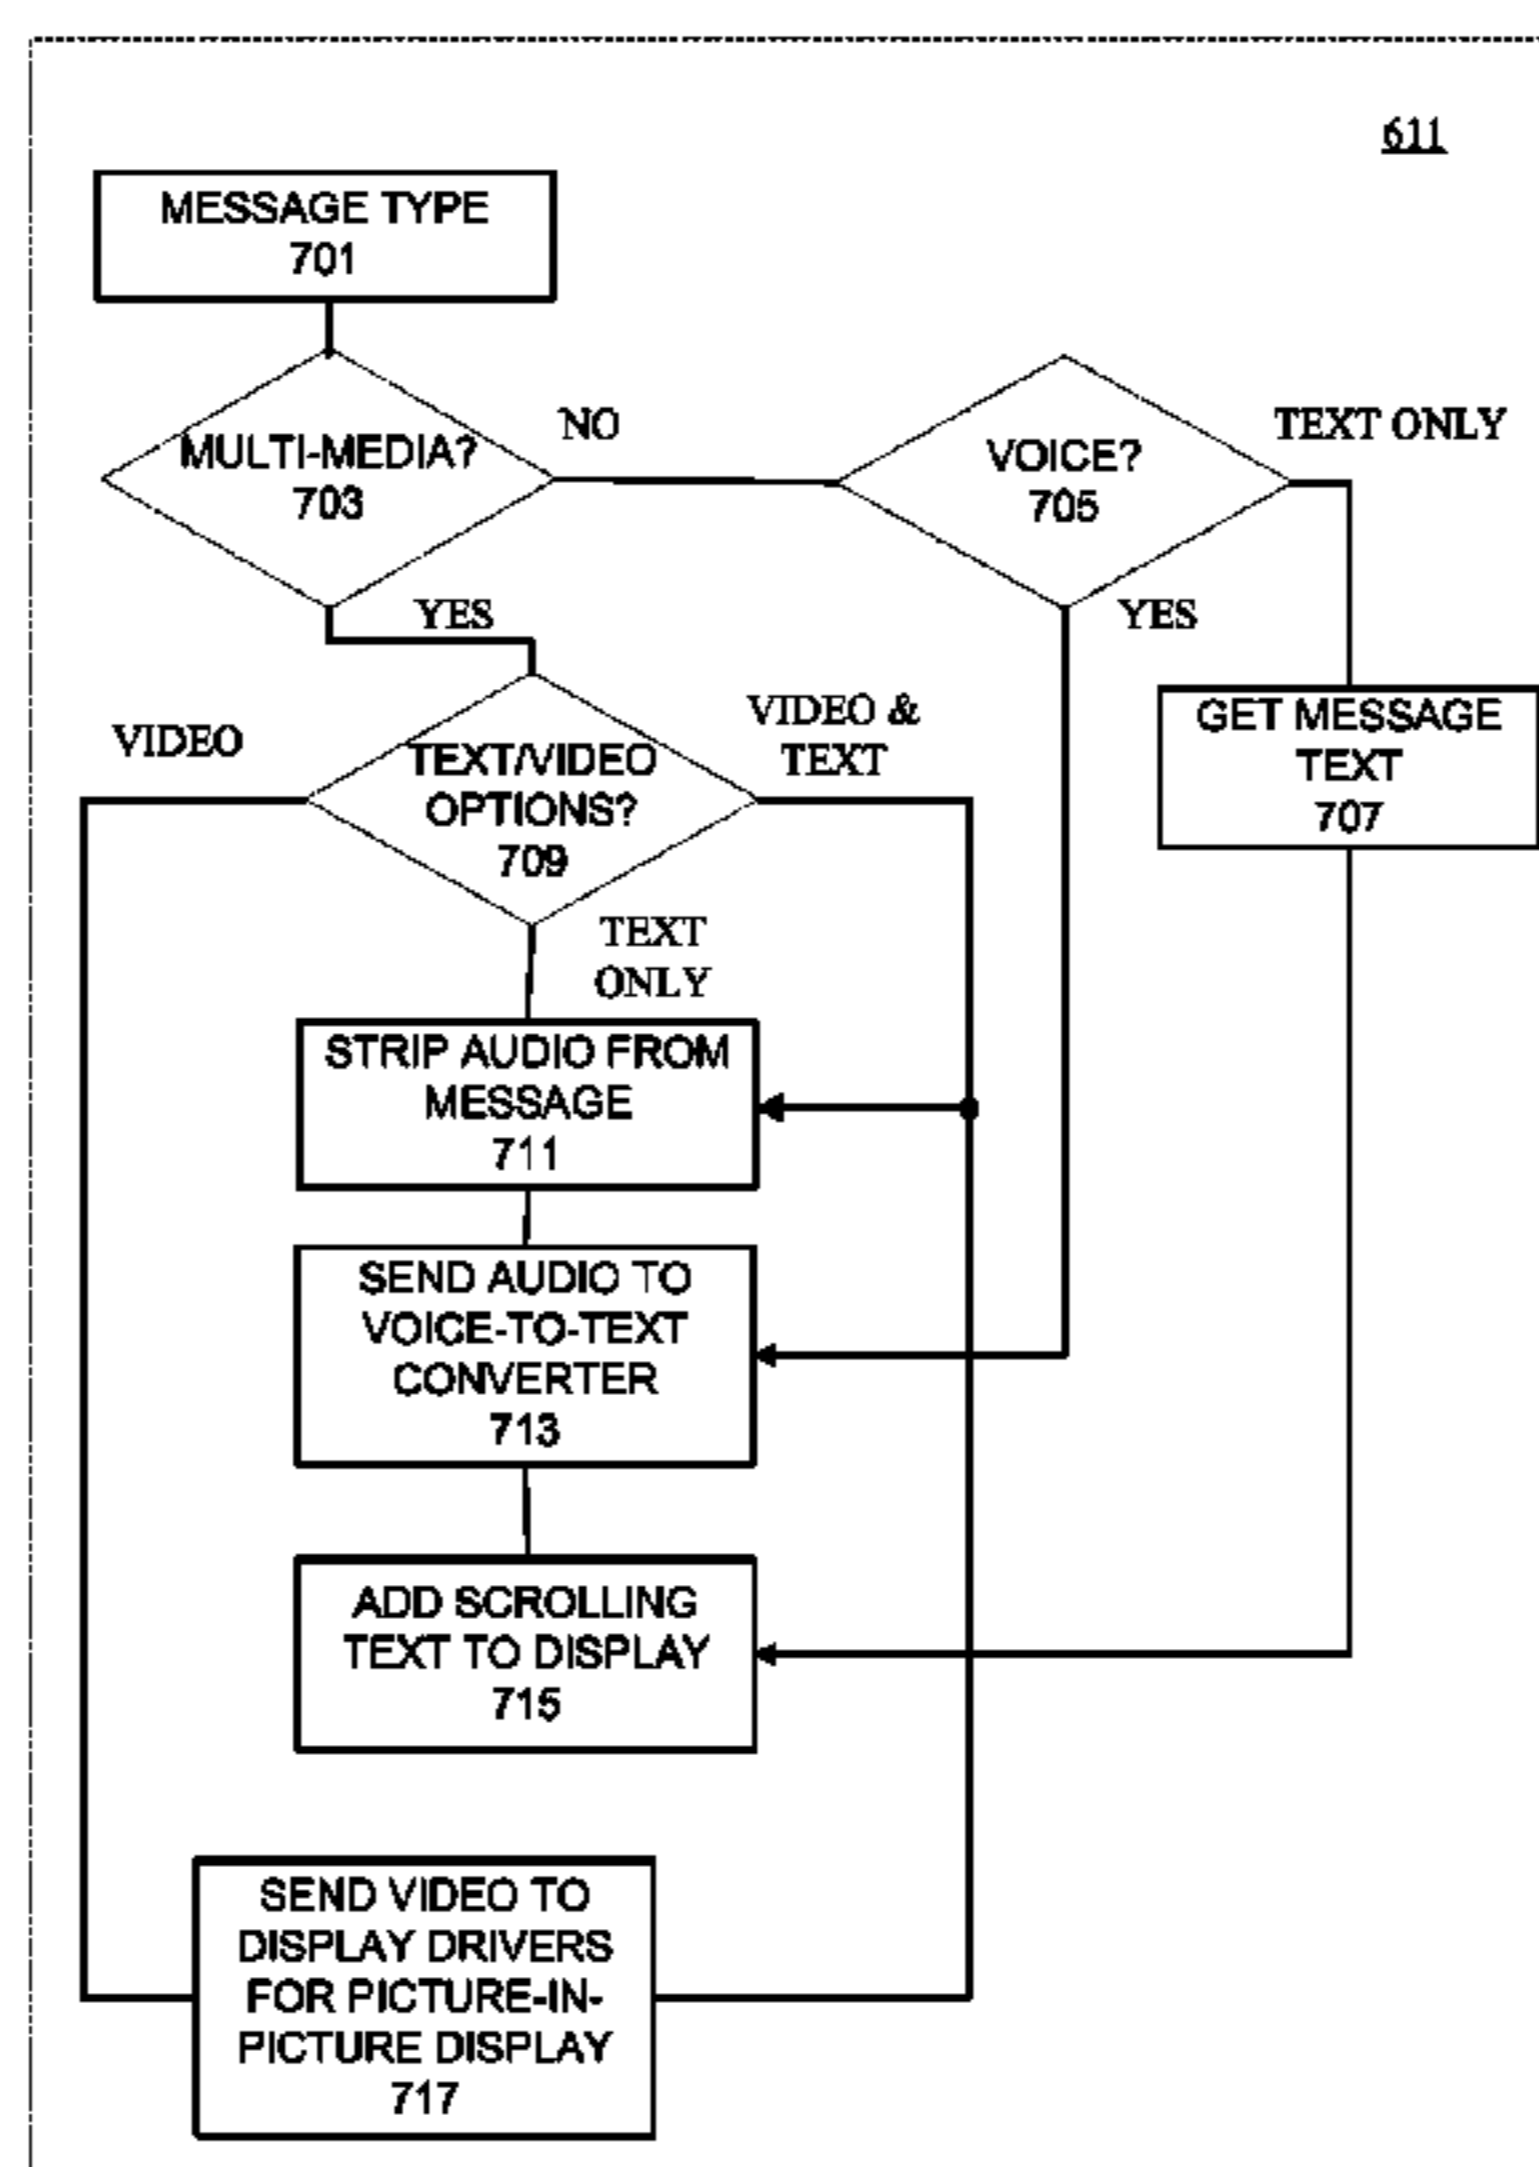 611
MESSAGE TYPE
701
MULTI-MEDIA?
703
NO
VOICE?
705
TEXT ONLY
YES
YES
GET MESSAGE
TEXT
707
VIDEO
TEXT/VIDEO
OPTIONS?
709
VIDEO &
TEXT
TEXT
ONLY
STRIP AUDIO FROM
MESSAGE
711
SEND AUDIO TO
VOICE-TO-TEXT
CONVERTER
713
ADD SCROLLING
TEXT TO DISPLAY
715
SEND VIDEO TO
DISPLAY DRIVERS
FOR PICTURE-IN-
PICTURE DISPLAY
717